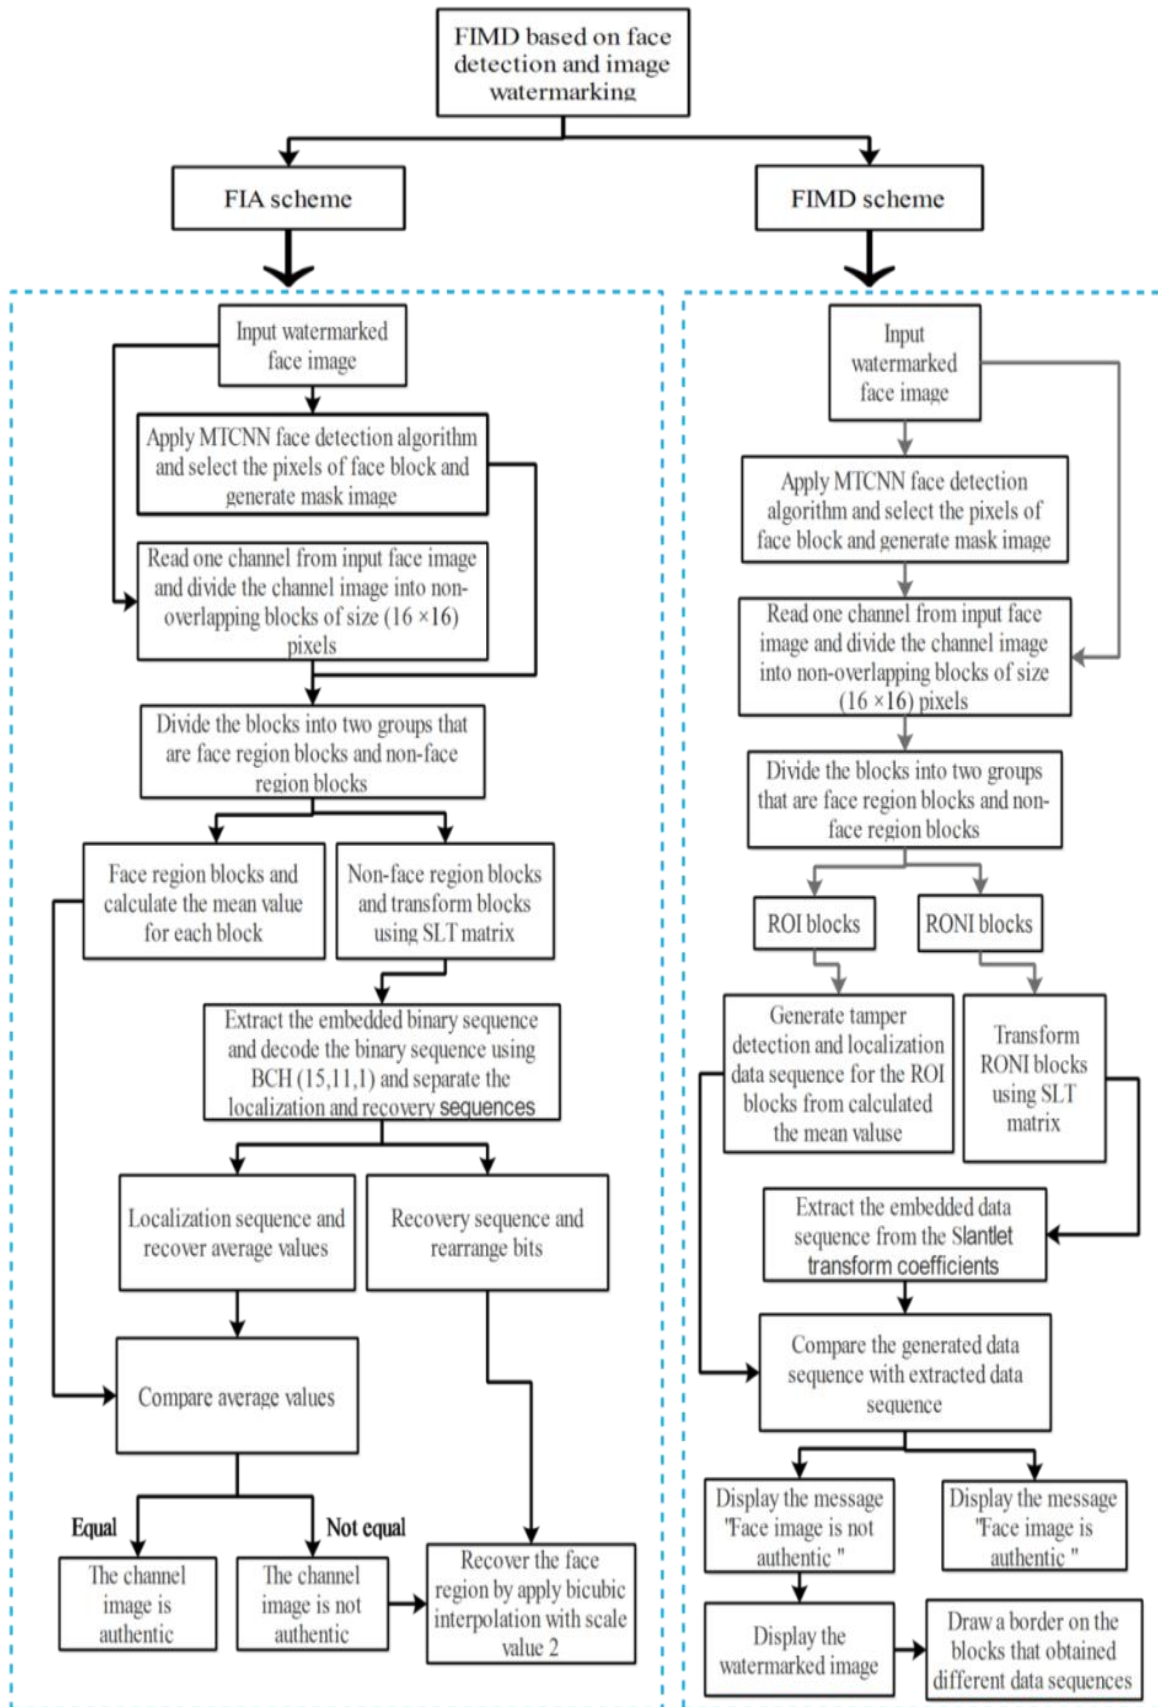 FIMD based on face
detection and image
watermarking
FIA scheme
FIMD scheme
Input watermarked
face image
Apply MTCNN face detection algorithm
and select the pixels of face block and
generate mask image
Read one channel from input face image
and divide the channel image into non-
overlapping blocks of size (16 ×16)
pixels
Divide the blocks into two groups that
are face region blocks and non-face
region blocks
Face region blocks and
calculate the mean value
for each block
Non-face region blocks
and transform blocks
using SLT matrix
Extract the embedded binary sequence
and decode the binary sequence using
BCH (15,11,1) and separate the
localization and recovery sequences
Localization sequence and
recover average values
Recovery sequence and
rearrange bits
Compare average values
Equal
Not equal
The channel
image is
authentic
The channel
image is not
authentic
Recover the face
region by apply bicubic
interpolation with scale
value 2
Input
watermarked
face image
Apply MTCNN face detection
algorithm and select the pixels of
face block and generate mask image
Read one channel from input face
image and divide the channel image
into non-overlapping blocks of size
(16 ×16) pixels
Divide the blocks into two groups
that are face region blocks and non-
face region blocks
ROI blocks
RONI blocks
Generate tamper
detection and localization
data sequence for the ROI
blocks from calculated
the mean valuse
Transform
RONI blocks
using SLT
matrix
Extract the embedded data
sequence from the Slantlet
transform coefficients
Compare the generated data
sequence with extracted data
sequence
Display the message
"Face image is not
authentic "
Display the message
"Face image is
authentic "
Display the
watermarked image
Draw a border on the
blocks that obtained
different data sequences